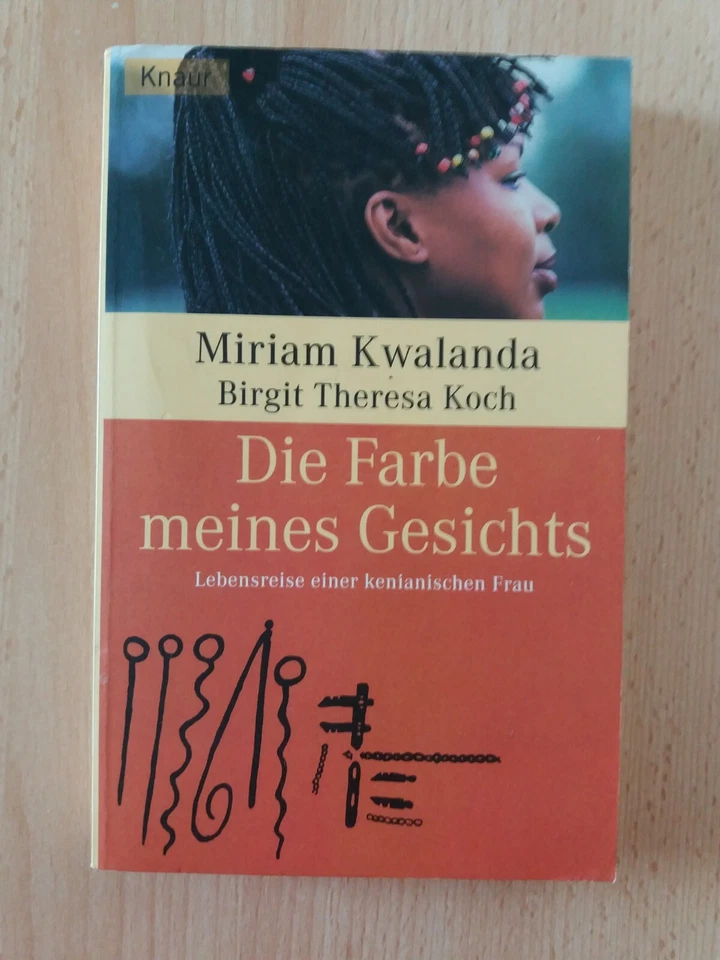 Knaur
Miriam Kwalanda
Birgit Theresa Koch
Die Farbe
meines Gesichts
Lebensreise einer kenianischen Frau